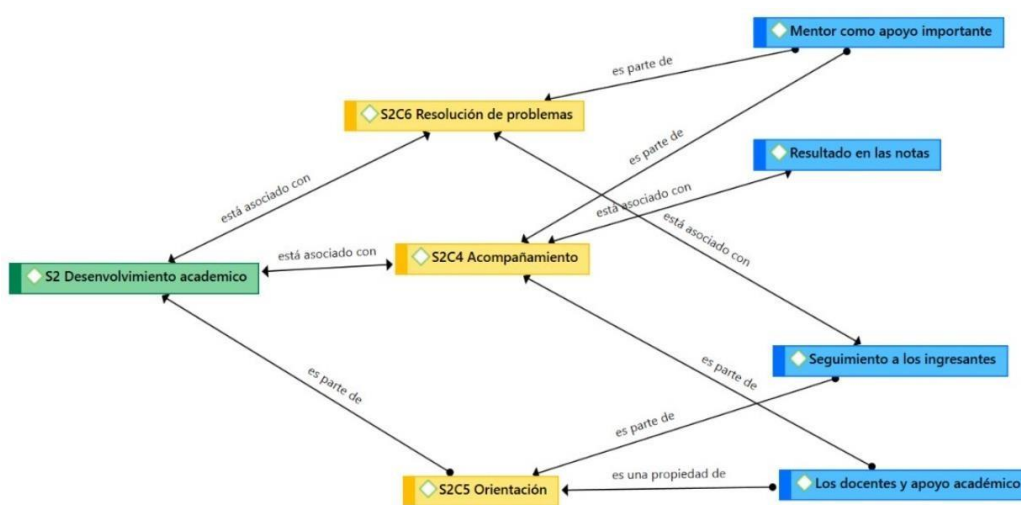 Mentor como apoyo importante
es parte de
S2C6 Resolución de problemas
es parte de
Resultado en las notas
está asociado con
está asociado con
está asociado con
está asociado con
S2C4 Acompañamiento
S2 Desenvolvimiento academico
Seguimiento a los ingresantes
es parte de
es parte de
es parte de
es una propiedad de
S2C5 Orientación
Los docentes y apoyo académico